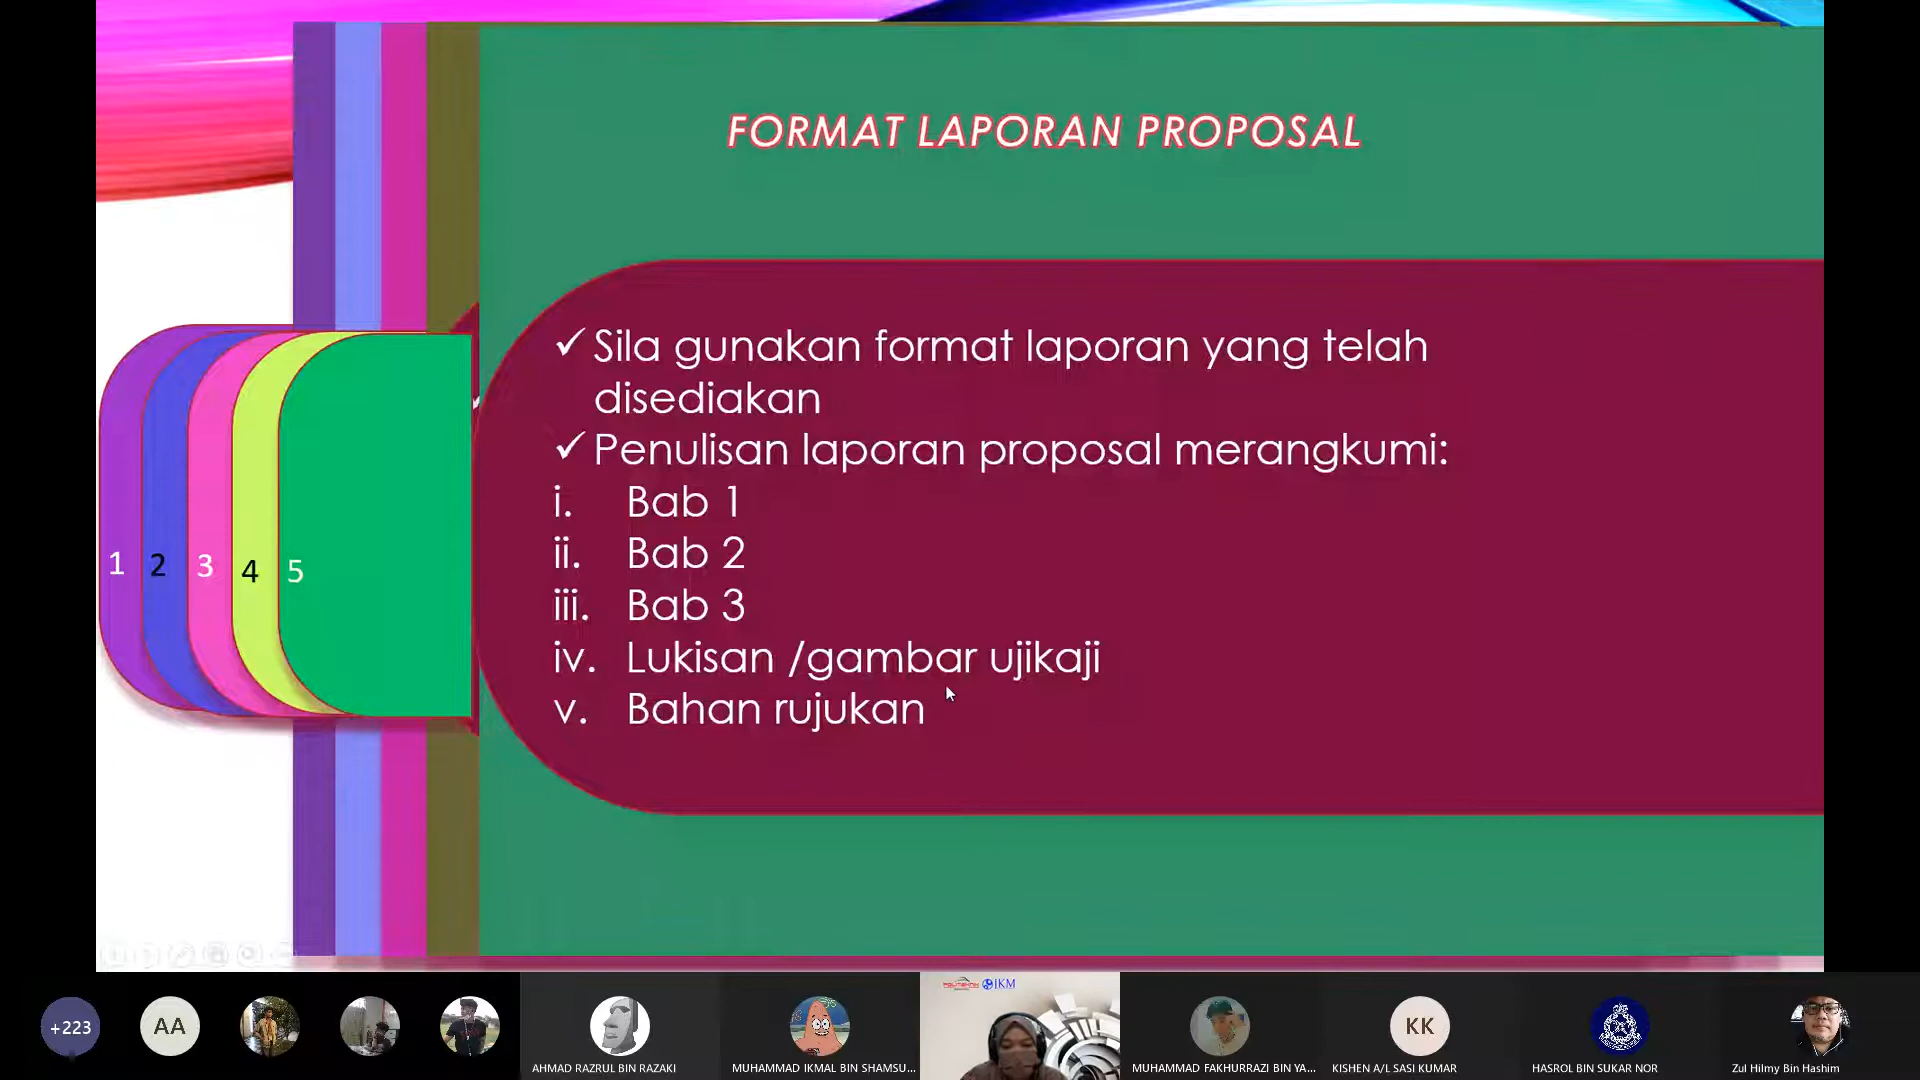 FORMAT LAPORAN PROPOSAL
✓ Sila gunakan format laporan yang telah
disediakan
✓ Penulisan laporan proposal merangkumi:
i. Bab 1
ii. Bab 2
iii. Bab 3
iv. Lukisan /gambar ujikaji
v. Bahan rujukan
1 2 3 4 5
POLITEKNIK JKM
+223 AA KK
AHMAD RAZRUL BIN RAZAKI
MUHAMMAD IKMAL BIN SHAMSU...
MUHAMMAD FAKHURRAZI BIN YA...
KISHEN A/L SASI KUMAR
HASROL BIN SUKAR NOR
Zul Hilmy Bin Hashim